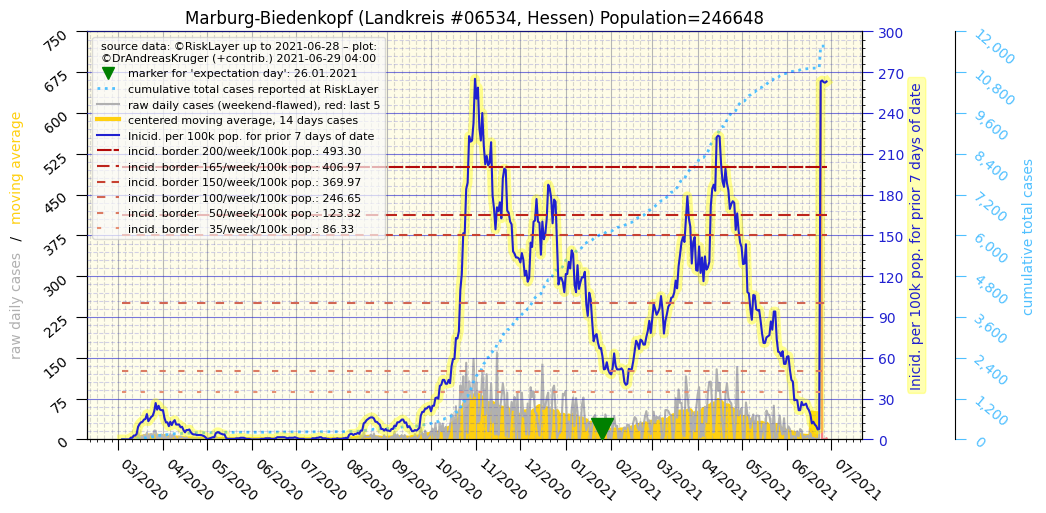 Marburg-Biedenkopf (Landkreis #06534, Hessen) Population=246648
source data: ©RiskLayer up to 2021-06-28 – plot:
©DrAndreasKruger (+contrib.) 2021-06-29 04:00
marker for 'expectation day': 26.01.2021
cumulative total cases reported at RiskLayer
raw daily cases (weekend-flawed), red: last 5
centered moving average, 14 days cases
Inicid. per 100k pop. for prior 7 days of date
incid. border 200/week/100k pop.: 493.30
incid. border 165/week/100k pop.: 406.97
incid. border 150/week/100k pop.: 369.97
incid. border 100/week/100k pop.: 246.65
incid. border   50/week/100k pop.: 123.32
incid. border   35/week/100k pop.: 86.33
raw daily cases  /  moving average
750
675
600
525
450
375
300
225
150
75
0
03/2020
04/2020
05/2020
06/2020
07/2020
08/2020
09/2020
10/2020
11/2020
12/2020
01/2021
02/2021
03/2021
04/2021
05/2021
06/2021
07/2021
300
270
240
210
180
150
120
90
60
30
0
Inicid. per 100k pop. for prior 7 days of date
12,000
10,800
9,600
8,400
7,200
6,000
4,800
3,600
2,400
1,200
0
cumulative total cases